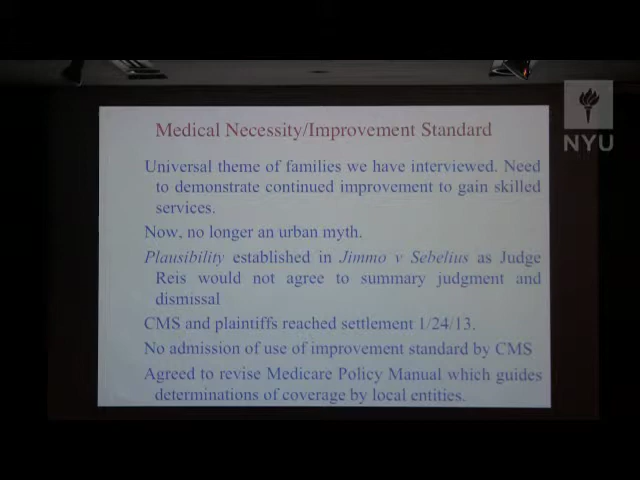 NYU
Medical Necessity/Improvement Standard
Universal theme of families we have interviewed. Need
to demonstrate continued improvement to gain skilled
services.
Now, no longer an urban myth.
Plausibility established in Jimmo v Sebelius as Judge
Reis would not agree to summary judgment and
dismissal
CMS and plaintiffs reached settlement 1/24/13.
No admission of use of improvement standard by CMS
Agreed to revise Medicare Policy Manual which guides
determinations of coverage by local entities.